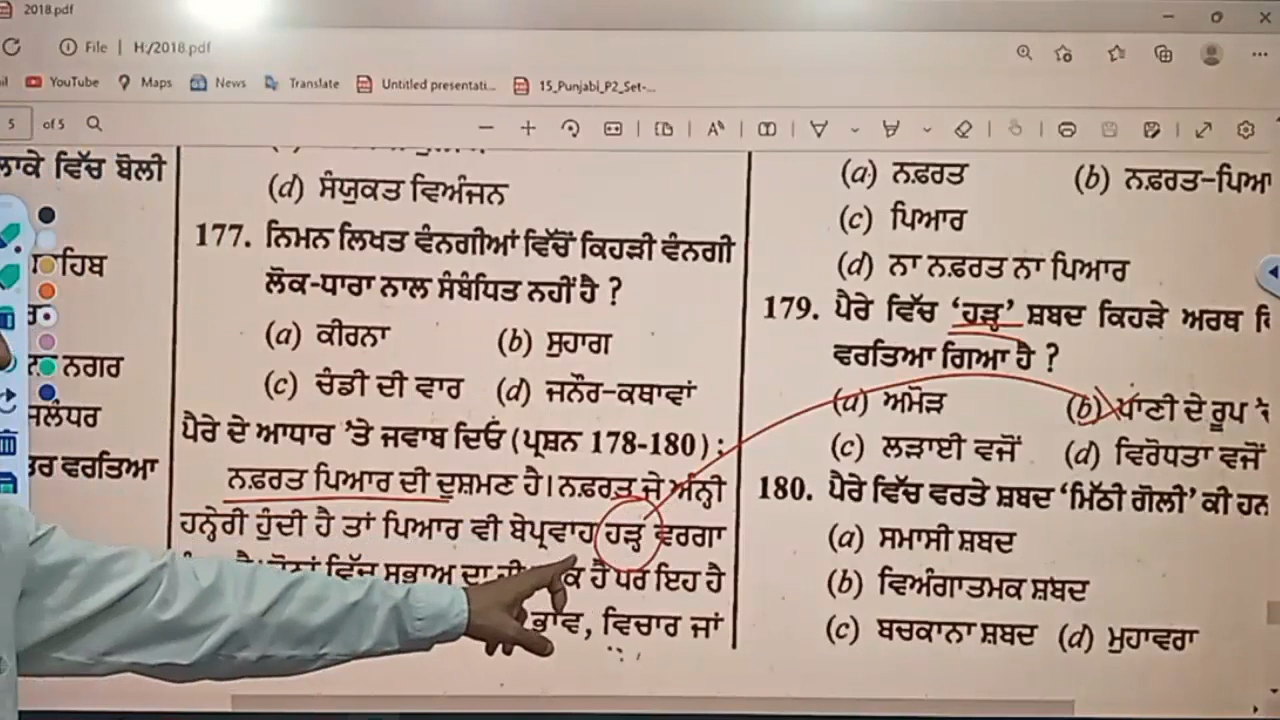 2018.pdf
File | H:/2018.pdf
YouTube Maps News Translate Untitled presentati... 15_Punjabi_P2_Set-...
5 of 5
ਲਾਕੇ ਵਿੱਚ ਬੋਲੀ
ਾਹਿਬ
ਨਗਰ
ਜਲੰਧਰ
ਤਰ ਵਰਤਿਆ
(d) ਸੰਯੁਕਤ ਵਿਅੰਜਨ
177. ਨਿਮਨ ਲਿਖਤ ਵੰਨਗੀਆਂ ਵਿੱਚੋਂ ਕਿਹੜੀ ਵੰਨਗੀ
ਲੋਕ-ਧਾਰਾ ਨਾਲ ਸੰਬੰਧਿਤ ਨਹੀਂ ਹੈ ?
(a) ਕੀਰਨਾ (b) ਸੁਹਾਗ
(c) ਚੰਡੀ ਦੀ ਵਾਰ (d) ਜਨੌਰ-ਕਥਾਵਾਂ
ਪੈਰੇ ਦੇ ਆਧਾਰ 'ਤੇ ਜਵਾਬ ਦਿਓ (ਪ੍ਰਸ਼ਨ 178-180) :
ਨਫ਼ਰਤ ਪਿਆਰ ਦੀ ਦੁਸ਼ਮਣ ਹੈ। ਨਫ਼ਰਤ ਜੇ ਅੰਨ੍ਹੀ
ਹਨ੍ਹੇਰੀ ਹੁੰਦੀ ਹੈ ਤਾਂ ਪਿਆਰ ਵੀ ਬੇਪ੍ਰਵਾਹ ਹੜ੍ਹ ਵਰਗਾ
ਵਿੱਚ ਸੁਭਾਅ ਦਾ ਹੀ ਹੈ ਪਰ ਇਹ ਹੈ
ਭਾਵ, ਵਿਚਾਰ ਜਾਂ
(a) ਨਫ਼ਰਤ (b) ਨਫ਼ਰਤ-ਪਿਆ
(c) ਪਿਆਰ
(d) ਨਾ ਨਫ਼ਰਤ ਨਾ ਪਿਆਰ
179. ਪੈਰੇ ਵਿੱਚ 'ਹੜ੍ਹ' ਸ਼ਬਦ ਕਿਹੜੇ ਅਰਥ ਵਿ
ਵਰਤਿਆ ਗਿਆ ਹੈ ?
(a) ਅਮੋੜ (b) ਪਾਣੀ ਦੇ ਰੂਪ 'ਚ
(c) ਲੜਾਈ ਵਜੋਂ (d) ਵਿਰੋਧਤਾ ਵਜੋਂ
180. ਪੈਰੇ ਵਿੱਚ ਵਰਤੇ ਸ਼ਬਦ 'ਮਿੱਠੀ ਗੋਲੀ' ਕੀ ਹਨ
(a) ਸਮਾਸੀ ਸ਼ਬਦ
(b) ਵਿਅੰਗਾਤਮਕ ਸ਼ਬਦ
(c) ਬਚਕਾਨਾ ਸ਼ਬਦ (d) ਮੁਹਾਵਰਾ